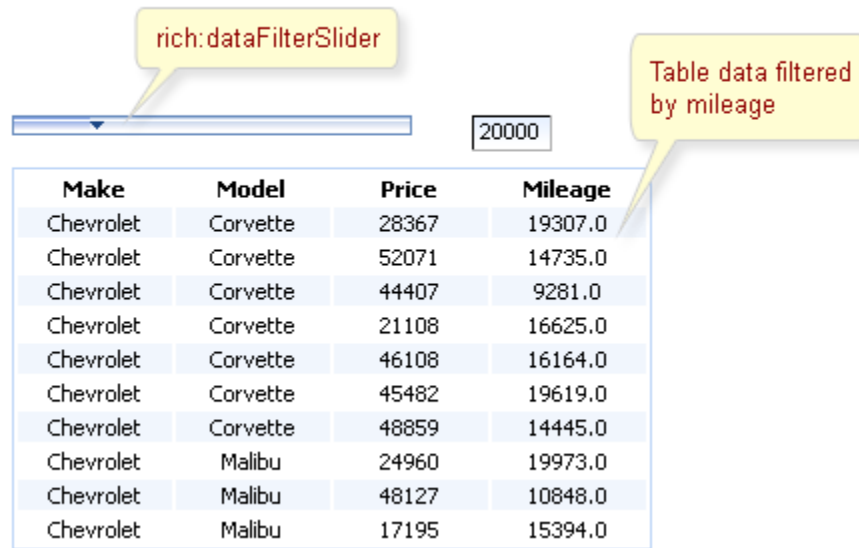 rich:dataFilterSlider
Table data filtered
by mileage
20000
Make Model Price Mileage
Chevrolet Corvette 28367 19307.0
Chevrolet Corvette 52071 14735.0
Chevrolet Corvette 44407 9281.0
Chevrolet Corvette 21108 16625.0
Chevrolet Corvette 46108 16164.0
Chevrolet Corvette 45482 19619.0
Chevrolet Corvette 48859 14445.0
Chevrolet Malibu 24960 19973.0
Chevrolet Malibu 48127 10848.0
Chevrolet Malibu 17195 15394.0